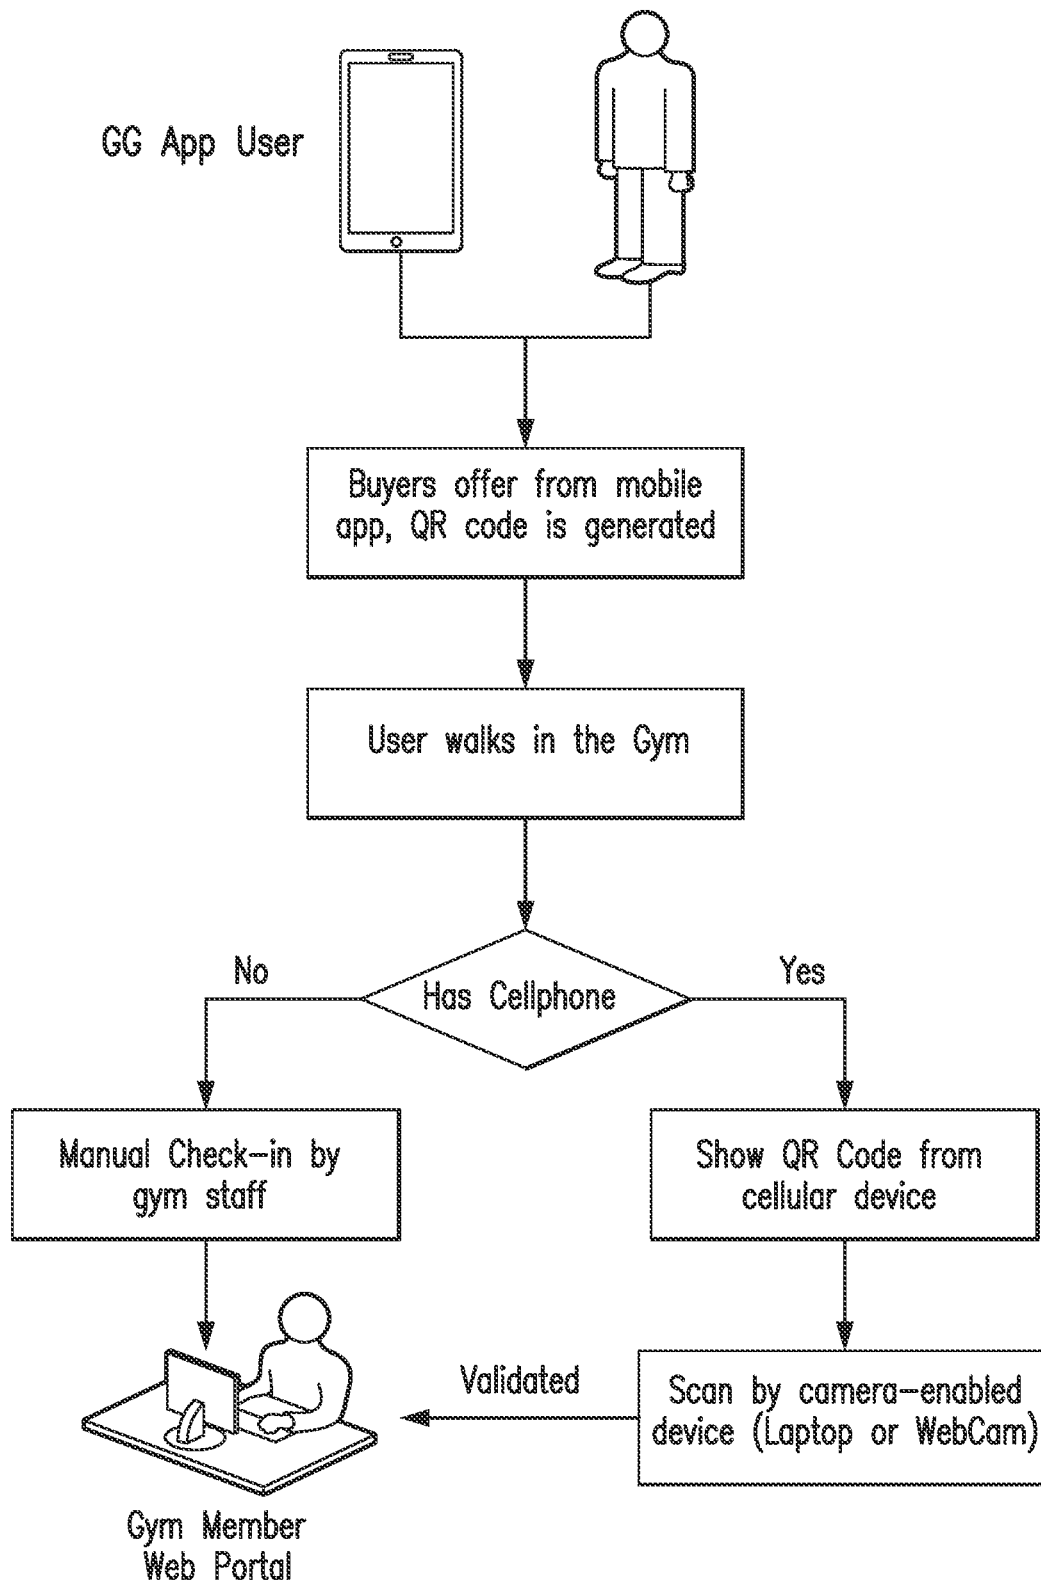 GG App User
Buyers offer from mobile
app, QR code is generated
User walks in the Gym
Has Cellphone
No
Yes
Manual Check-in by
gym staff
Show QR Code from
cellular device
Validated
Scan by camera-enabled
device (Laptop or WebCam)
Gym Member
Web Portal